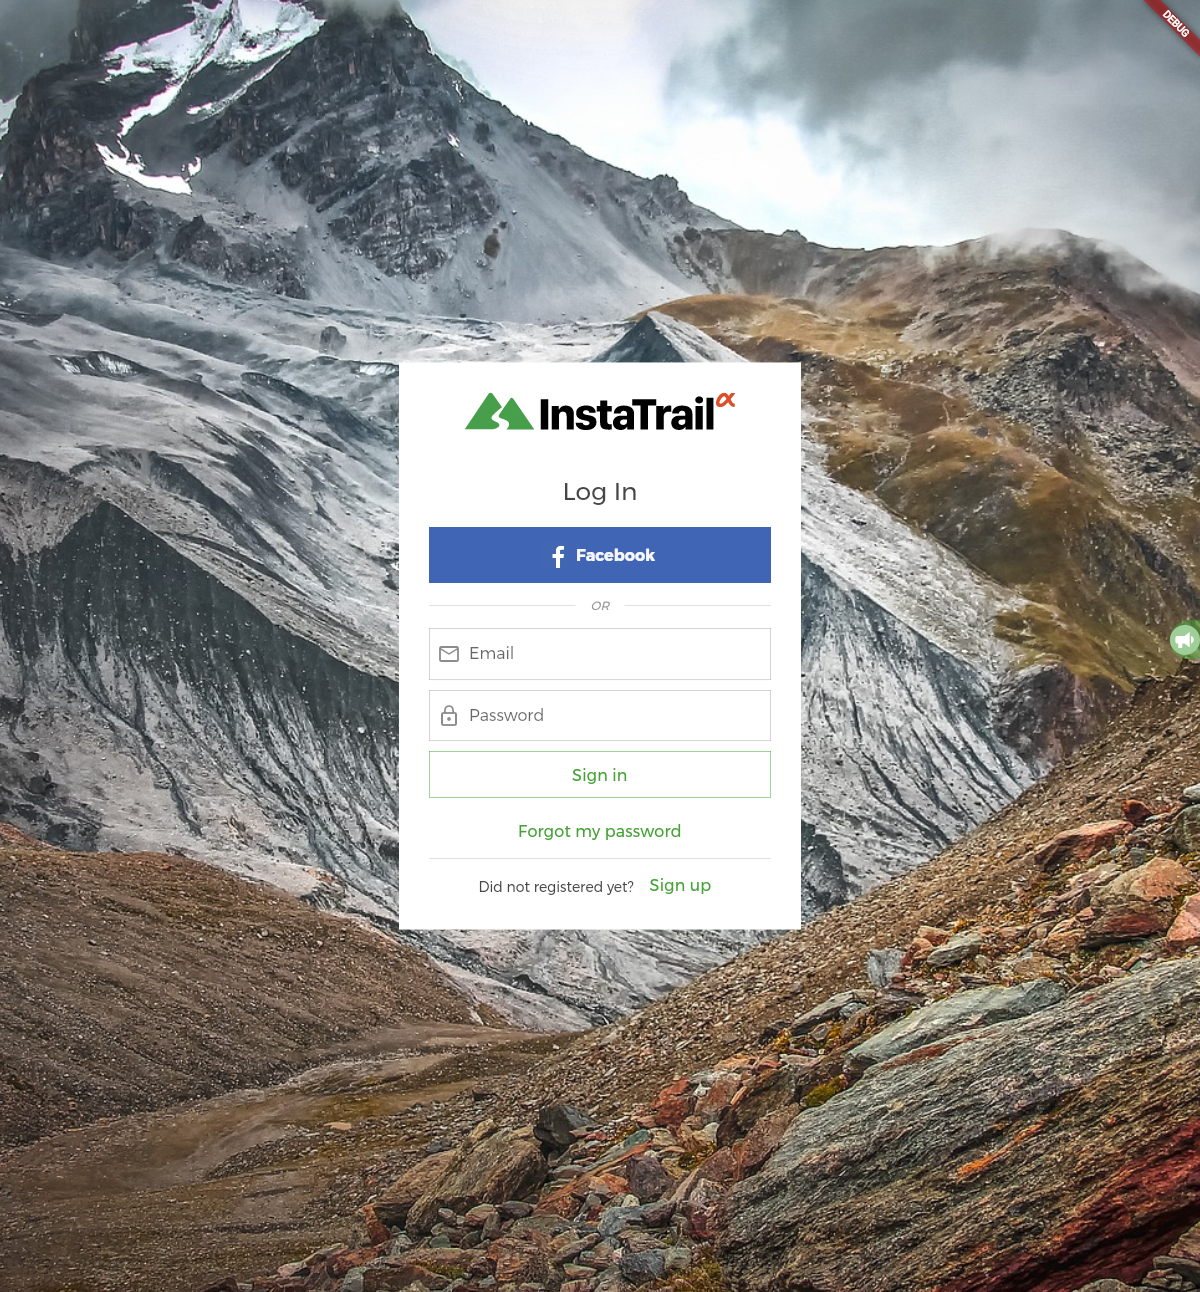 DEBUG
InstaTrail α
Log In
Facebook
OR
Email
Password
Sign in
Forgot my password
Did not registered yet? Sign up